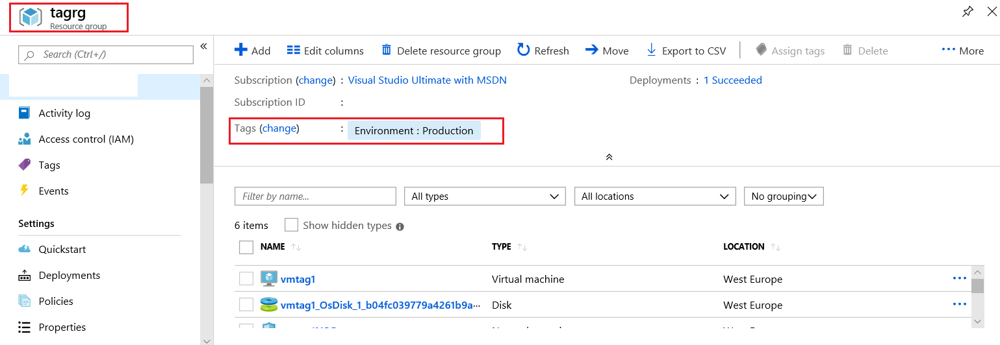 tagrg
Resource group
Search (Ctrl+/)
Activity log
Access control (IAM)
Tags
Events
Settings
Quickstart
Deployments
Policies
Properties
Add Edit columns Delete resource group Refresh Move Export to CSV Assign tags Delete More
Subscription (change) : Visual Studio Ultimate with MSDN Deployments : 1 Succeeded
Subscription ID :
Tags (change) : Environment : Production
Filter by name... All types All locations No grouping
6 items Show hidden types
NAME TYPE LOCATION
vmtag1 Virtual machine West Europe
vmtag1_OsDisk_1_b04fc039779a4261b9a··· Disk West Europe